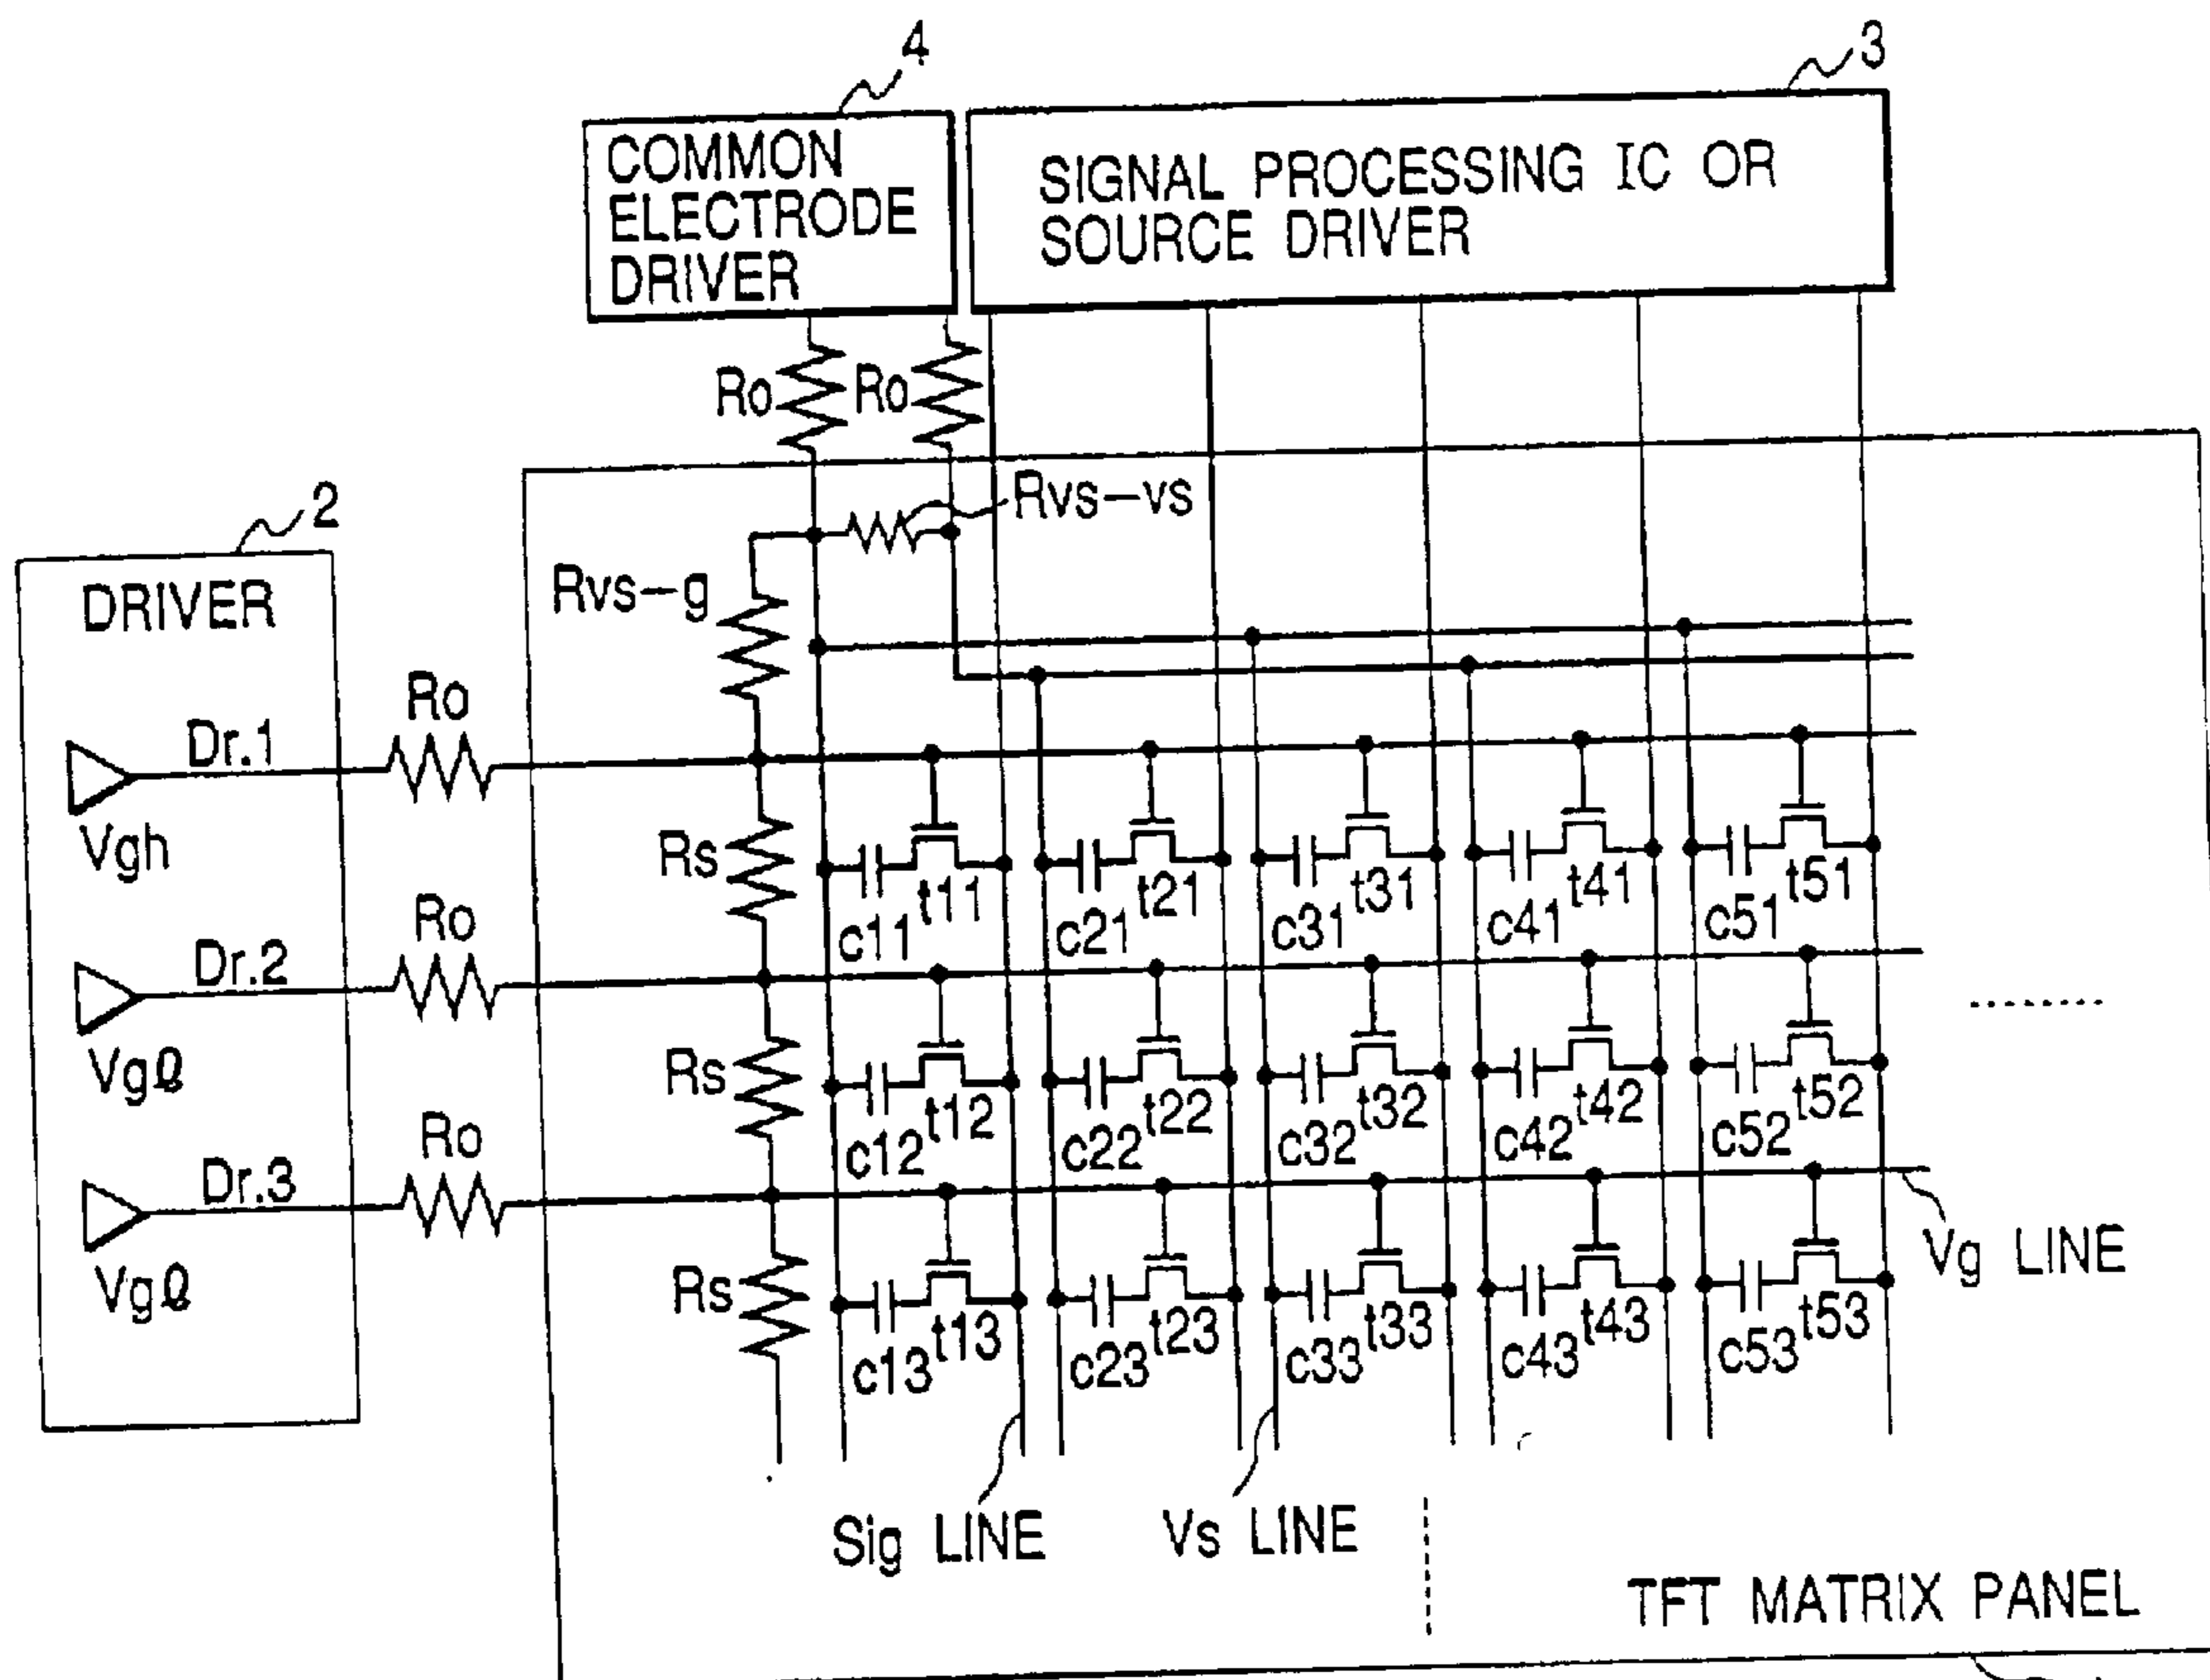 4
3
COMMON
ELECTRODE
DRIVER
SIGNAL PROCESSING IC OR
SOURCE DRIVER
Ro
Ro
Rvs-vs
2
DRIVER
Rvs-g
Ro
Dr.1
Vgh
Rs
c11
t11
c21
t21
c31
t31
c41
t41
c51
t51
Ro
Dr.2
Vgℓ
Rs
c12
t12
c22
t22
c32
t32
c42
t42
c52
t52
Ro
Dr.3
Vgℓ
Rs
c13
t13
c23
t23
c33
t33
c43
t43
c53
t53
Vg LINE
Sig LINE
Vs LINE
TFT MATRIX PANEL